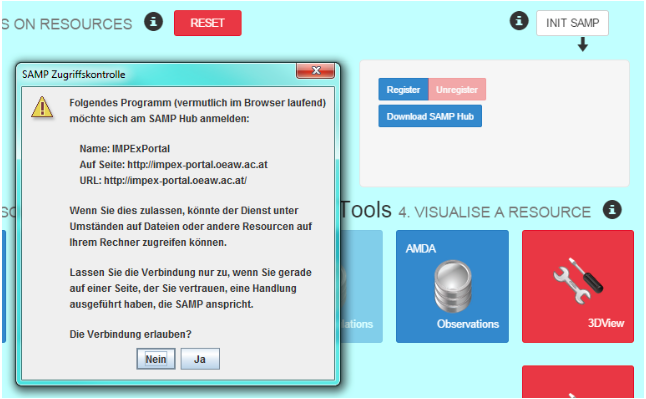 S ON RESOURCES
RESET
INIT SAMP
SAMP Zugriffskontrolle
Folgendes Programm (vermutlich im Browser laufend)
möchte sich am SAMP Hub anmelden:
Name: IMPExPortal
Auf Seite: http://impex-portal.oeaw.ac.at
URL: http://impex-portal.oeaw.ac.at/
Wenn Sie dies zulassen, könnte der Dienst unter
Umständen auf Dateien oder andere Resourcen auf
Ihrem Rechner zugreifen können.
Lassen Sie die Verbindung nur zu, wenn Sie gerade
auf einer Seite, der Sie vertrauen, eine Handlung
ausgeführt haben, die SAMP anspricht.
Die Verbindung erlauben?
Nein Ja
Register Unregister
Download SAMP Hub
Tools 4. VISUALISE A RESOURCE
AMDA
Observations
3DView